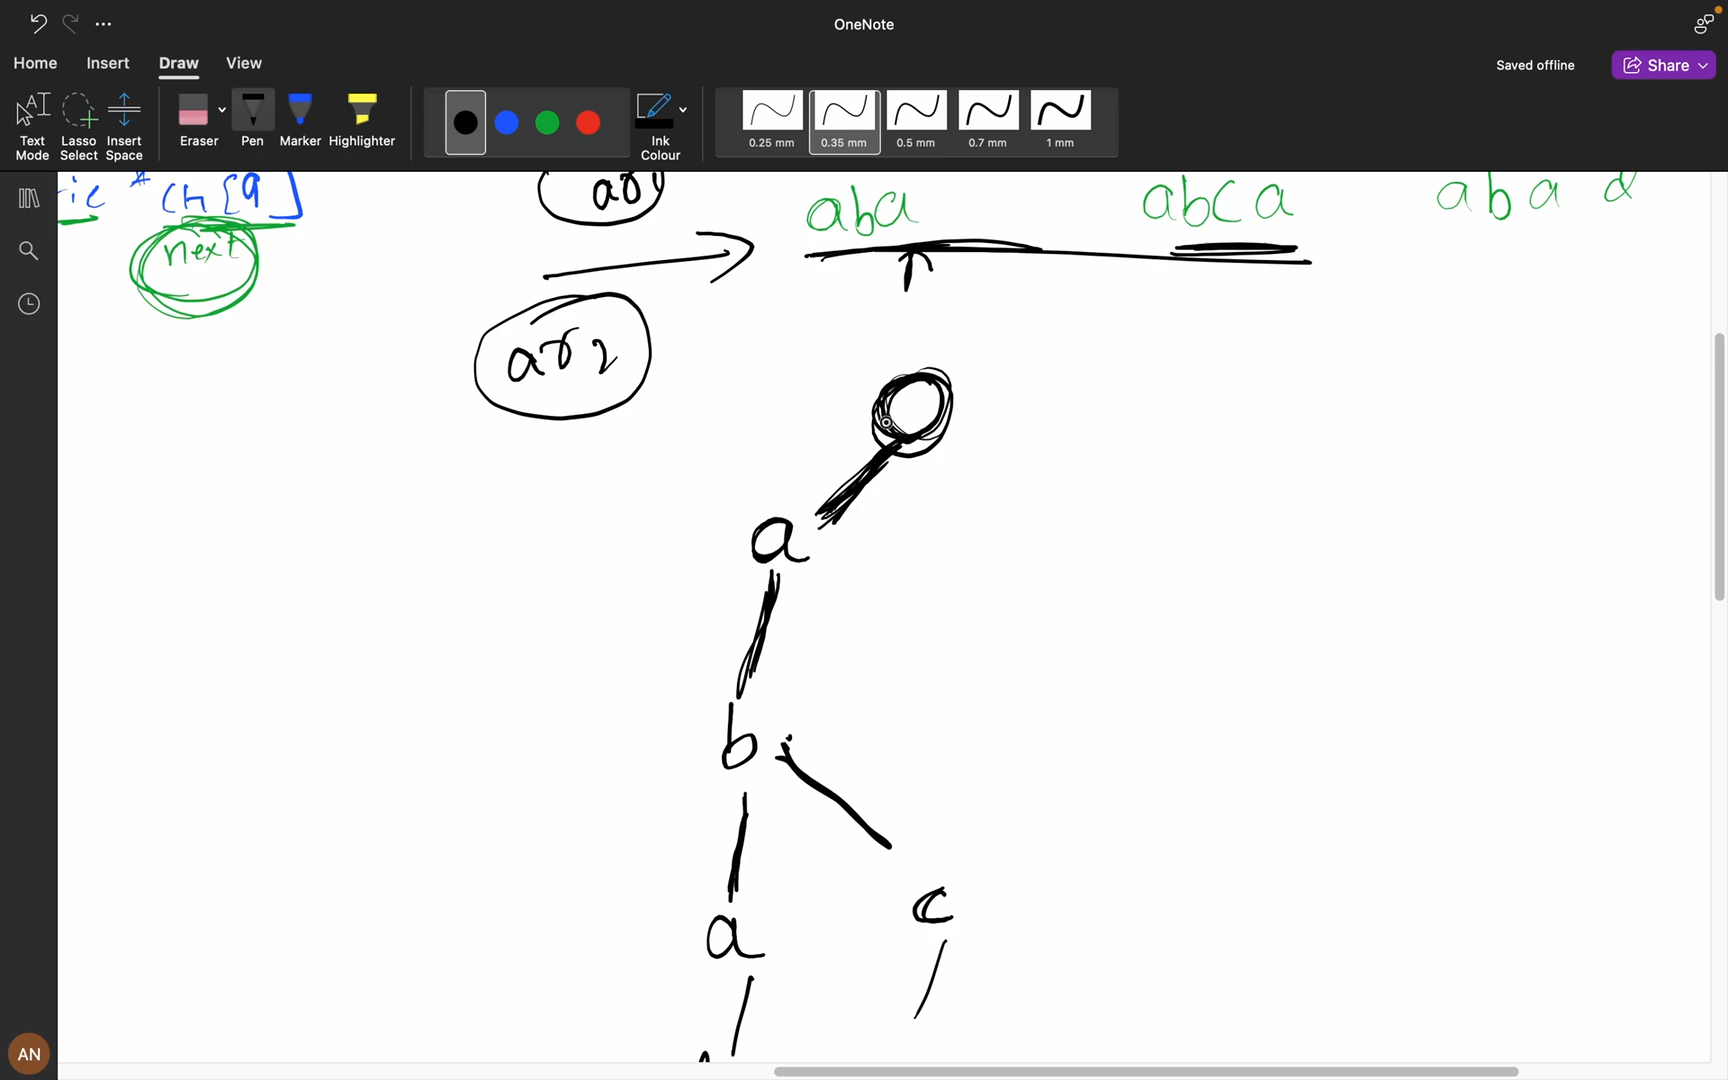 OneNote
Home Insert Draw View
Saved offline
Share
Text Mode
Lasso Select
Insert Space
Eraser
Pen
Marker
Highlighter
Ink Colour
0.25 mm
0.35 mm
0.5 mm
0.7 mm
1 mm
aba abca aba d
next
ar2
a
b
a
c
AN